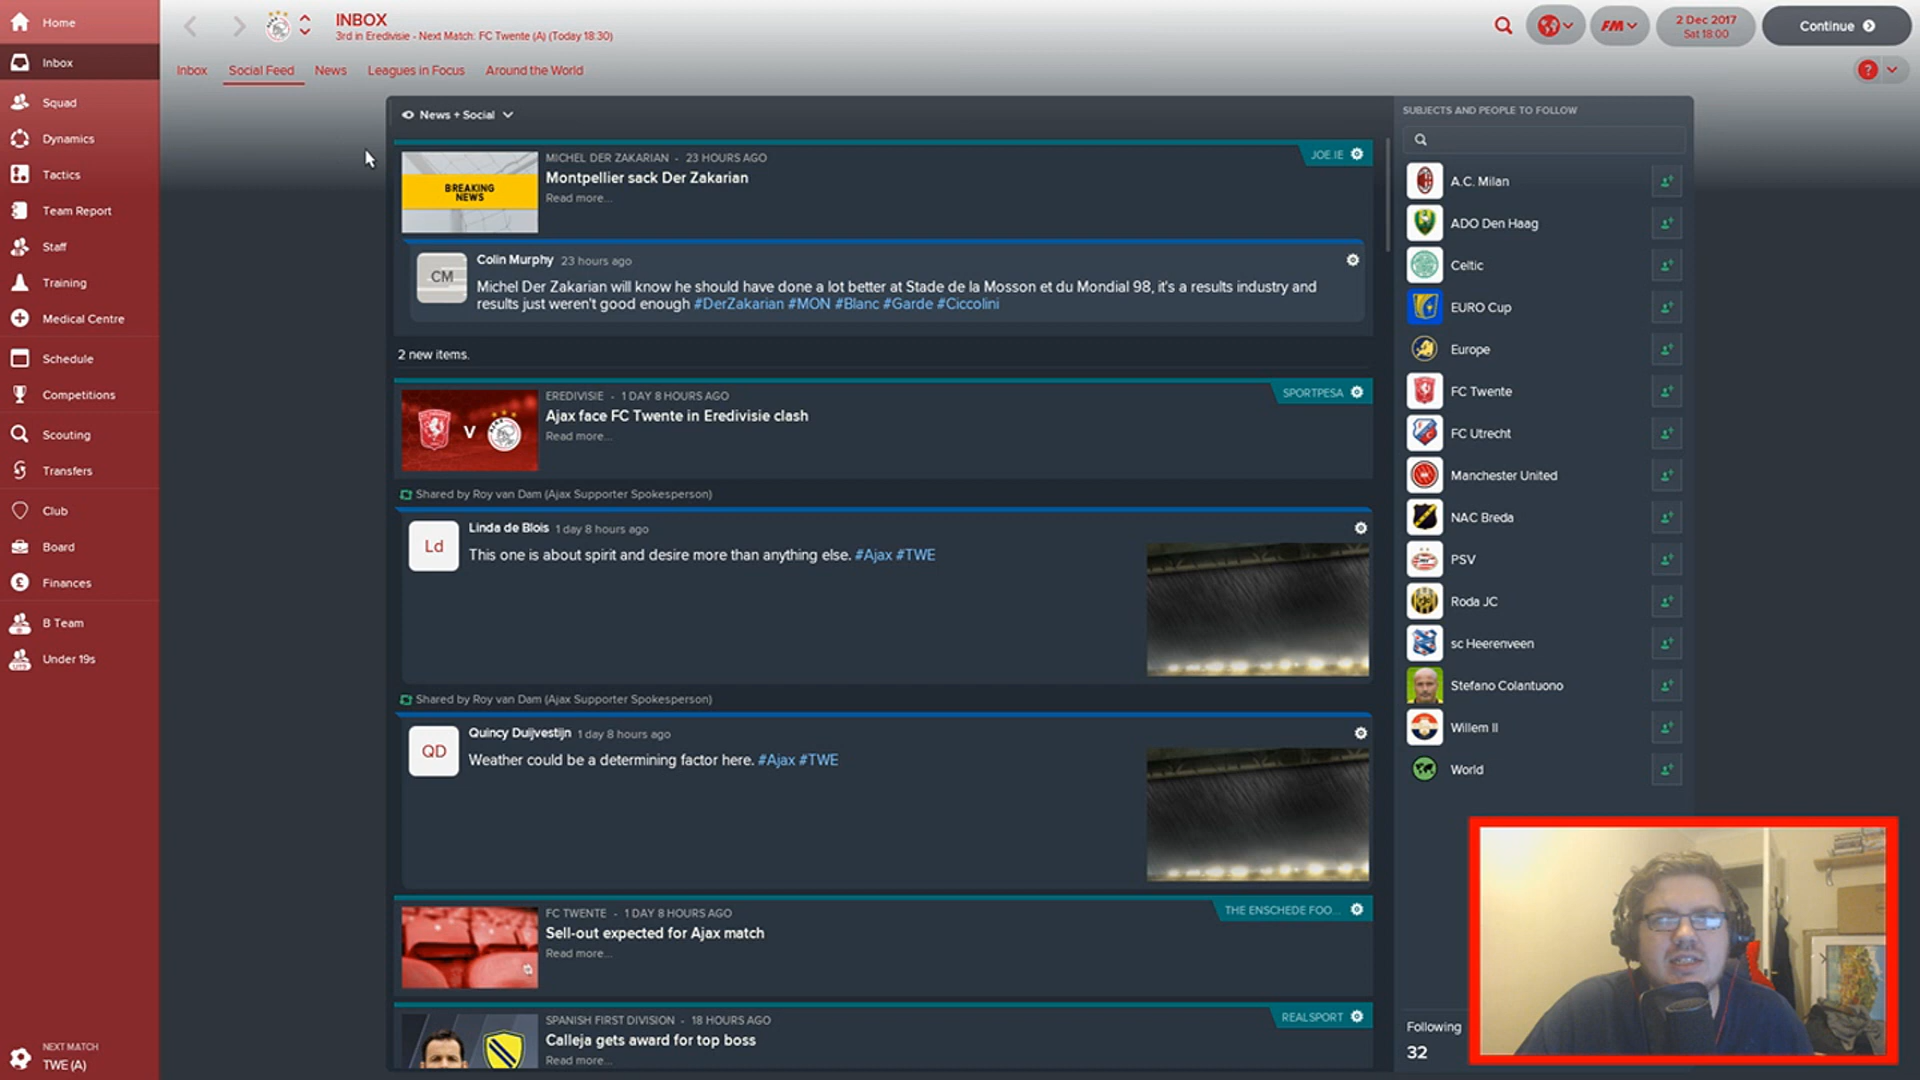 Home
Inbox
Squad
Dynamics
Tactics
Team Report
Staff
Training
Medical Centre
Schedule
Competitions
Scouting
Transfers
Club
Board
Finances
B Team
Under 19s
NEXT MATCH
TWE (A)
INBOX
3rd in Eredivisie - Next Match: FC Twente (A) (Today 18:30)
FM
2 Dec 2017
Sat 18:00
Continue
Inbox
Social Feed
News
Leagues in Focus
Around the World
?
News + Social
BREAKING
NEWS
MICHEL DER ZAKARIAN - 23 HOURS AGO
JOE.IE
Montpellier sack Der Zakarian
Read more...
CM
Colin Murphy 23 hours ago
Michel Der Zakarian will know he should have done a lot better at Stade de la Mosson et du Mondial 98, it's a results industry and
results just weren't good enough #DerZakarian #MON #Blanc #Garde #Ciccolini
2 new items.
V
EREDIVISIE - 1 DAY 8 HOURS AGO
SPORTPESA
Ajax face FC Twente in Eredivisie clash
Read more...
Shared by Roy van Dam (Ajax Supporter Spokesperson)
Ld
Linda de Blois 1 day 8 hours ago
This one is about spirit and desire more than anything else. #Ajax #TWE
Shared by Roy van Dam (Ajax Supporter Spokesperson)
QD
Quincy Duijvestijn 1 day 8 hours ago
Weather could be a determining factor here. #Ajax #TWE
FC TWENTE - 1 DAY 8 HOURS AGO
THE ENSCHEDE FOO...
Sell-out expected for Ajax match
Read more...
SPANISH FIRST DIVISION - 18 HOURS AGO
REALSPORT
Calleja gets award for top boss
Read more...
SUBJECTS AND PEOPLE TO FOLLOW
A.C. Milan
ADO Den Haag
Celtic
EURO Cup
Europe
FC Twente
FC Utrecht
Manchester United
NAC Breda
PSV
Roda JC
sc Heerenveen
Stefano Colantuono
Willem II
World
Following
32